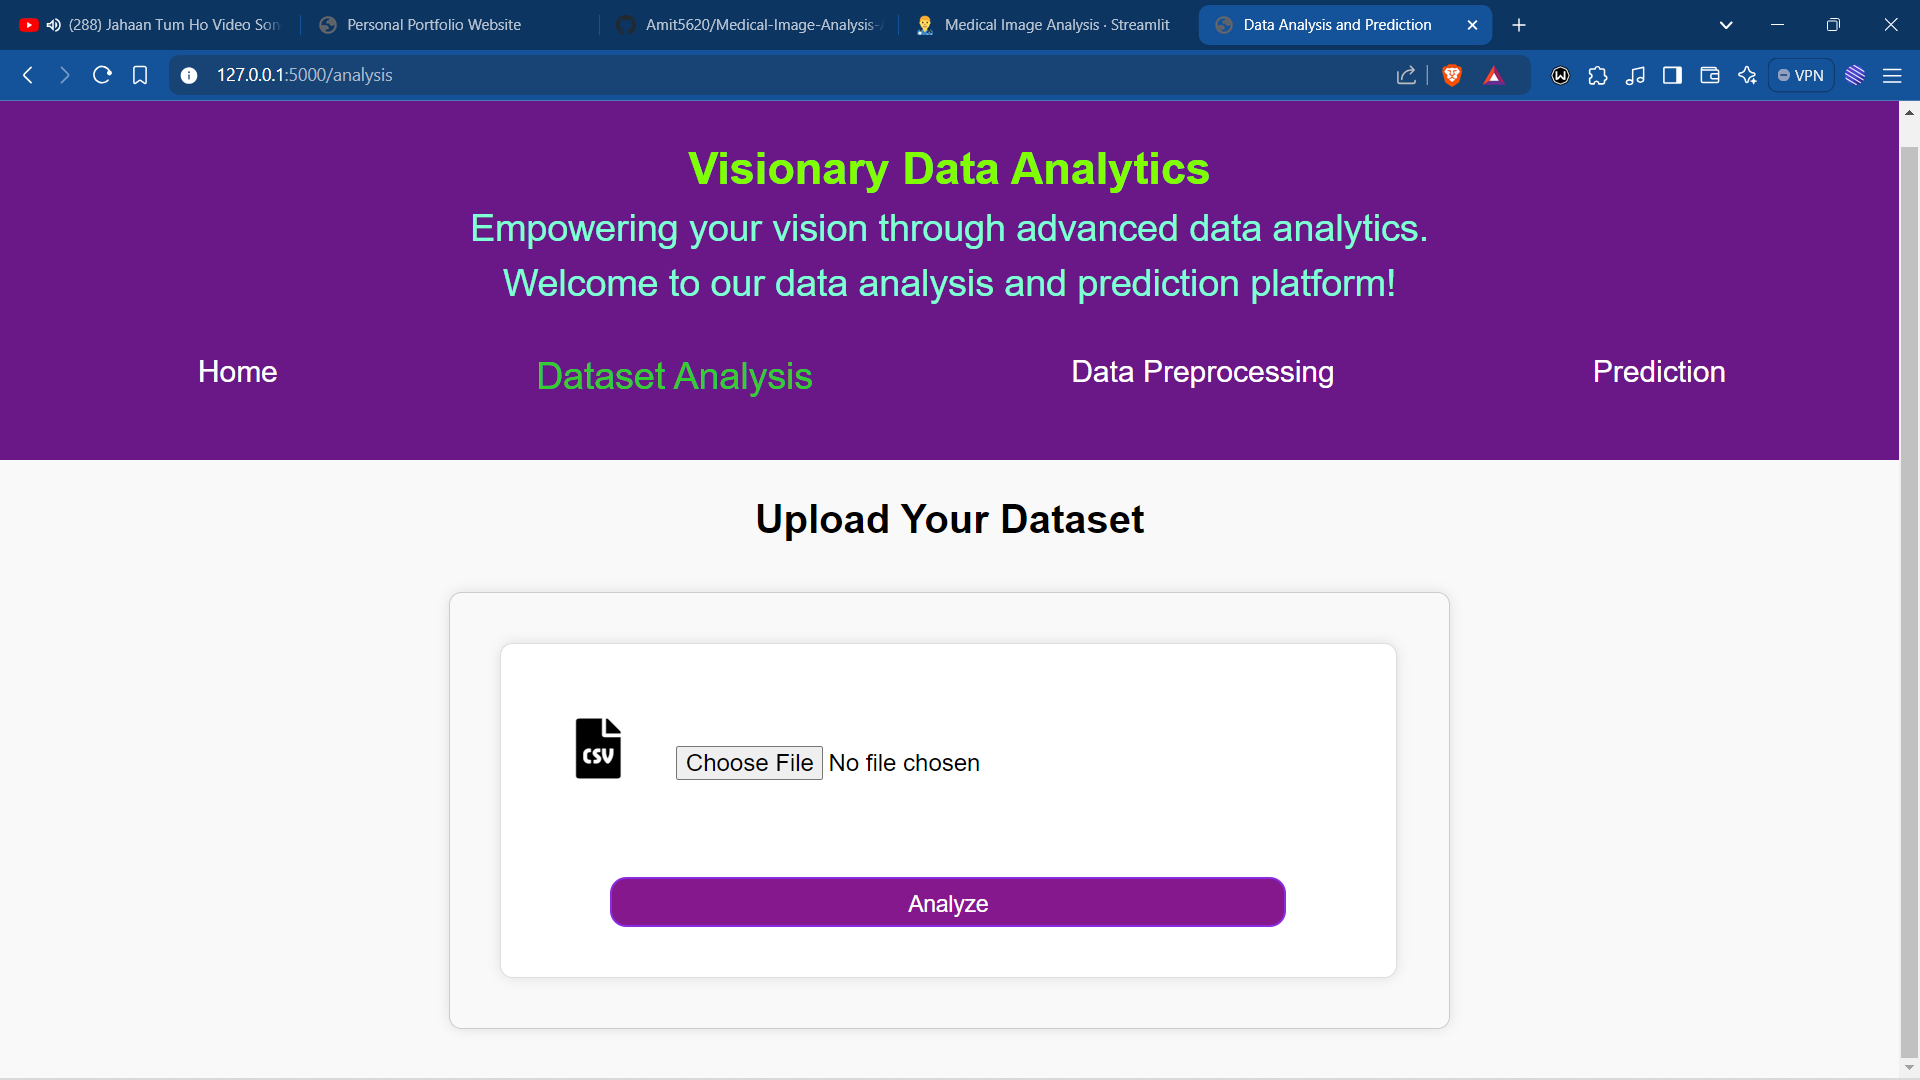 (288) Jahaan Tum Ho Video Son
Personal Portfolio Website
Amit5620/Medical-Image-Analysis-
Medical Image Analysis · Streamlit
Data Analysis and Prediction
127.0.0.1:5000/analysis
VPN
Visionary Data Analytics
Empowering your vision through advanced data analytics.
Welcome to our data analysis and prediction platform!
Home
Dataset Analysis
Data Preprocessing
Prediction
Upload Your Dataset
CSV
Choose File No file chosen
Analyze